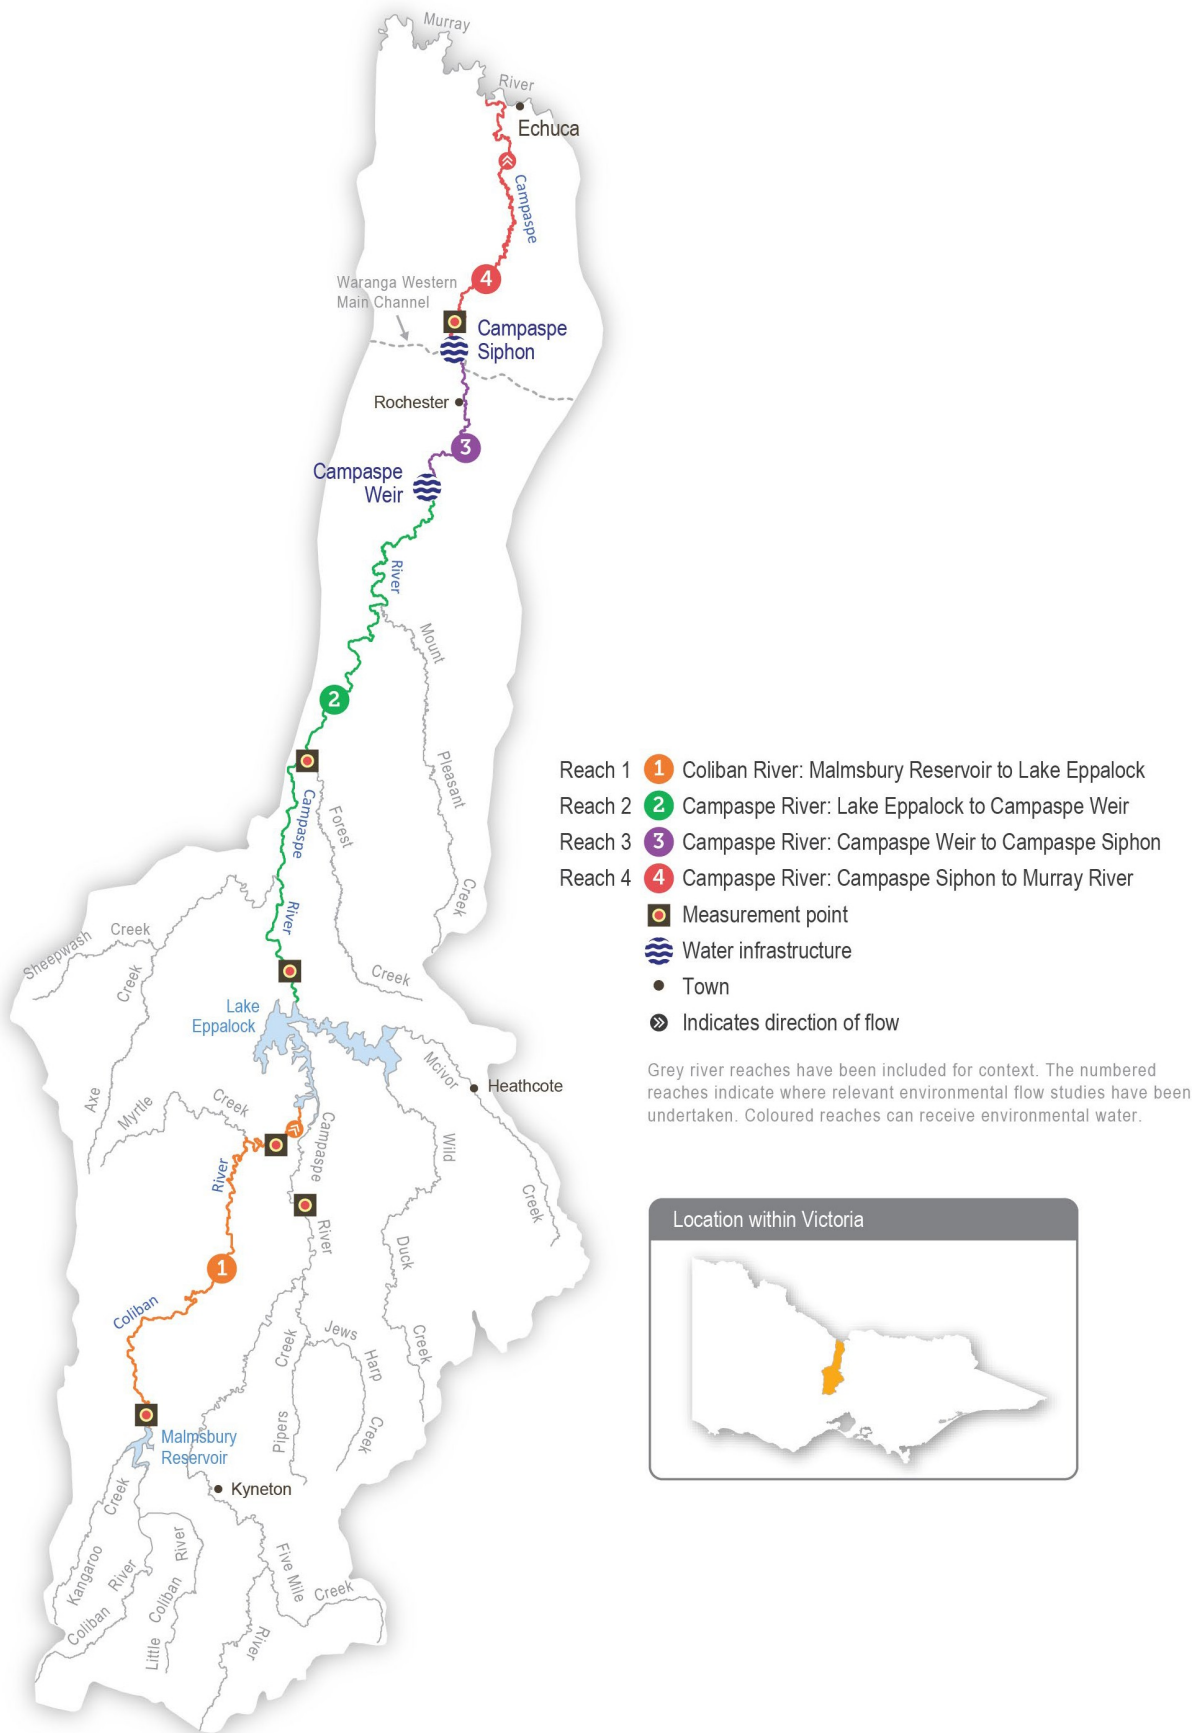 Murray
River
Echuca
Campaspe
4
Waranga Western
Main Channel
Campaspe
Siphon
Rochester
3
Campaspe
Weir
River
Mount
2
Pleasant
Campaspe
Forest
Creek
River
Sheepwash
Creek
Creek
Creek
Lake
Eppalock
Mcivor
Heathcote
Axe
Myrtle
Creek
Campaspe
Wild
River
Creek
River
Duck
1
Coliban
Creek
Jews
Harp
Creek
Pipers
Creek
Malmsbury
Reservoir
Kyneton
Creek
Kangaroo
River
Coliban
River
Coliban
Little
Five Mile
Creek
River
Reach 1 1 Coliban River: Malmsbury Reservoir to Lake Eppalock
Reach 2 2 Campaspe River: Lake Eppalock to Campaspe Weir
Reach 3 3 Campaspe River: Campaspe Weir to Campaspe Siphon
Reach 4 4 Campaspe River: Campaspe Siphon to Murray River
Measurement point
Water infrastructure
Town
Indicates direction of flow
Grey river reaches have been included for context. The numbered
reaches indicate where relevant environmental flow studies have been
undertaken. Coloured reaches can receive environmental water.
Location within Victoria